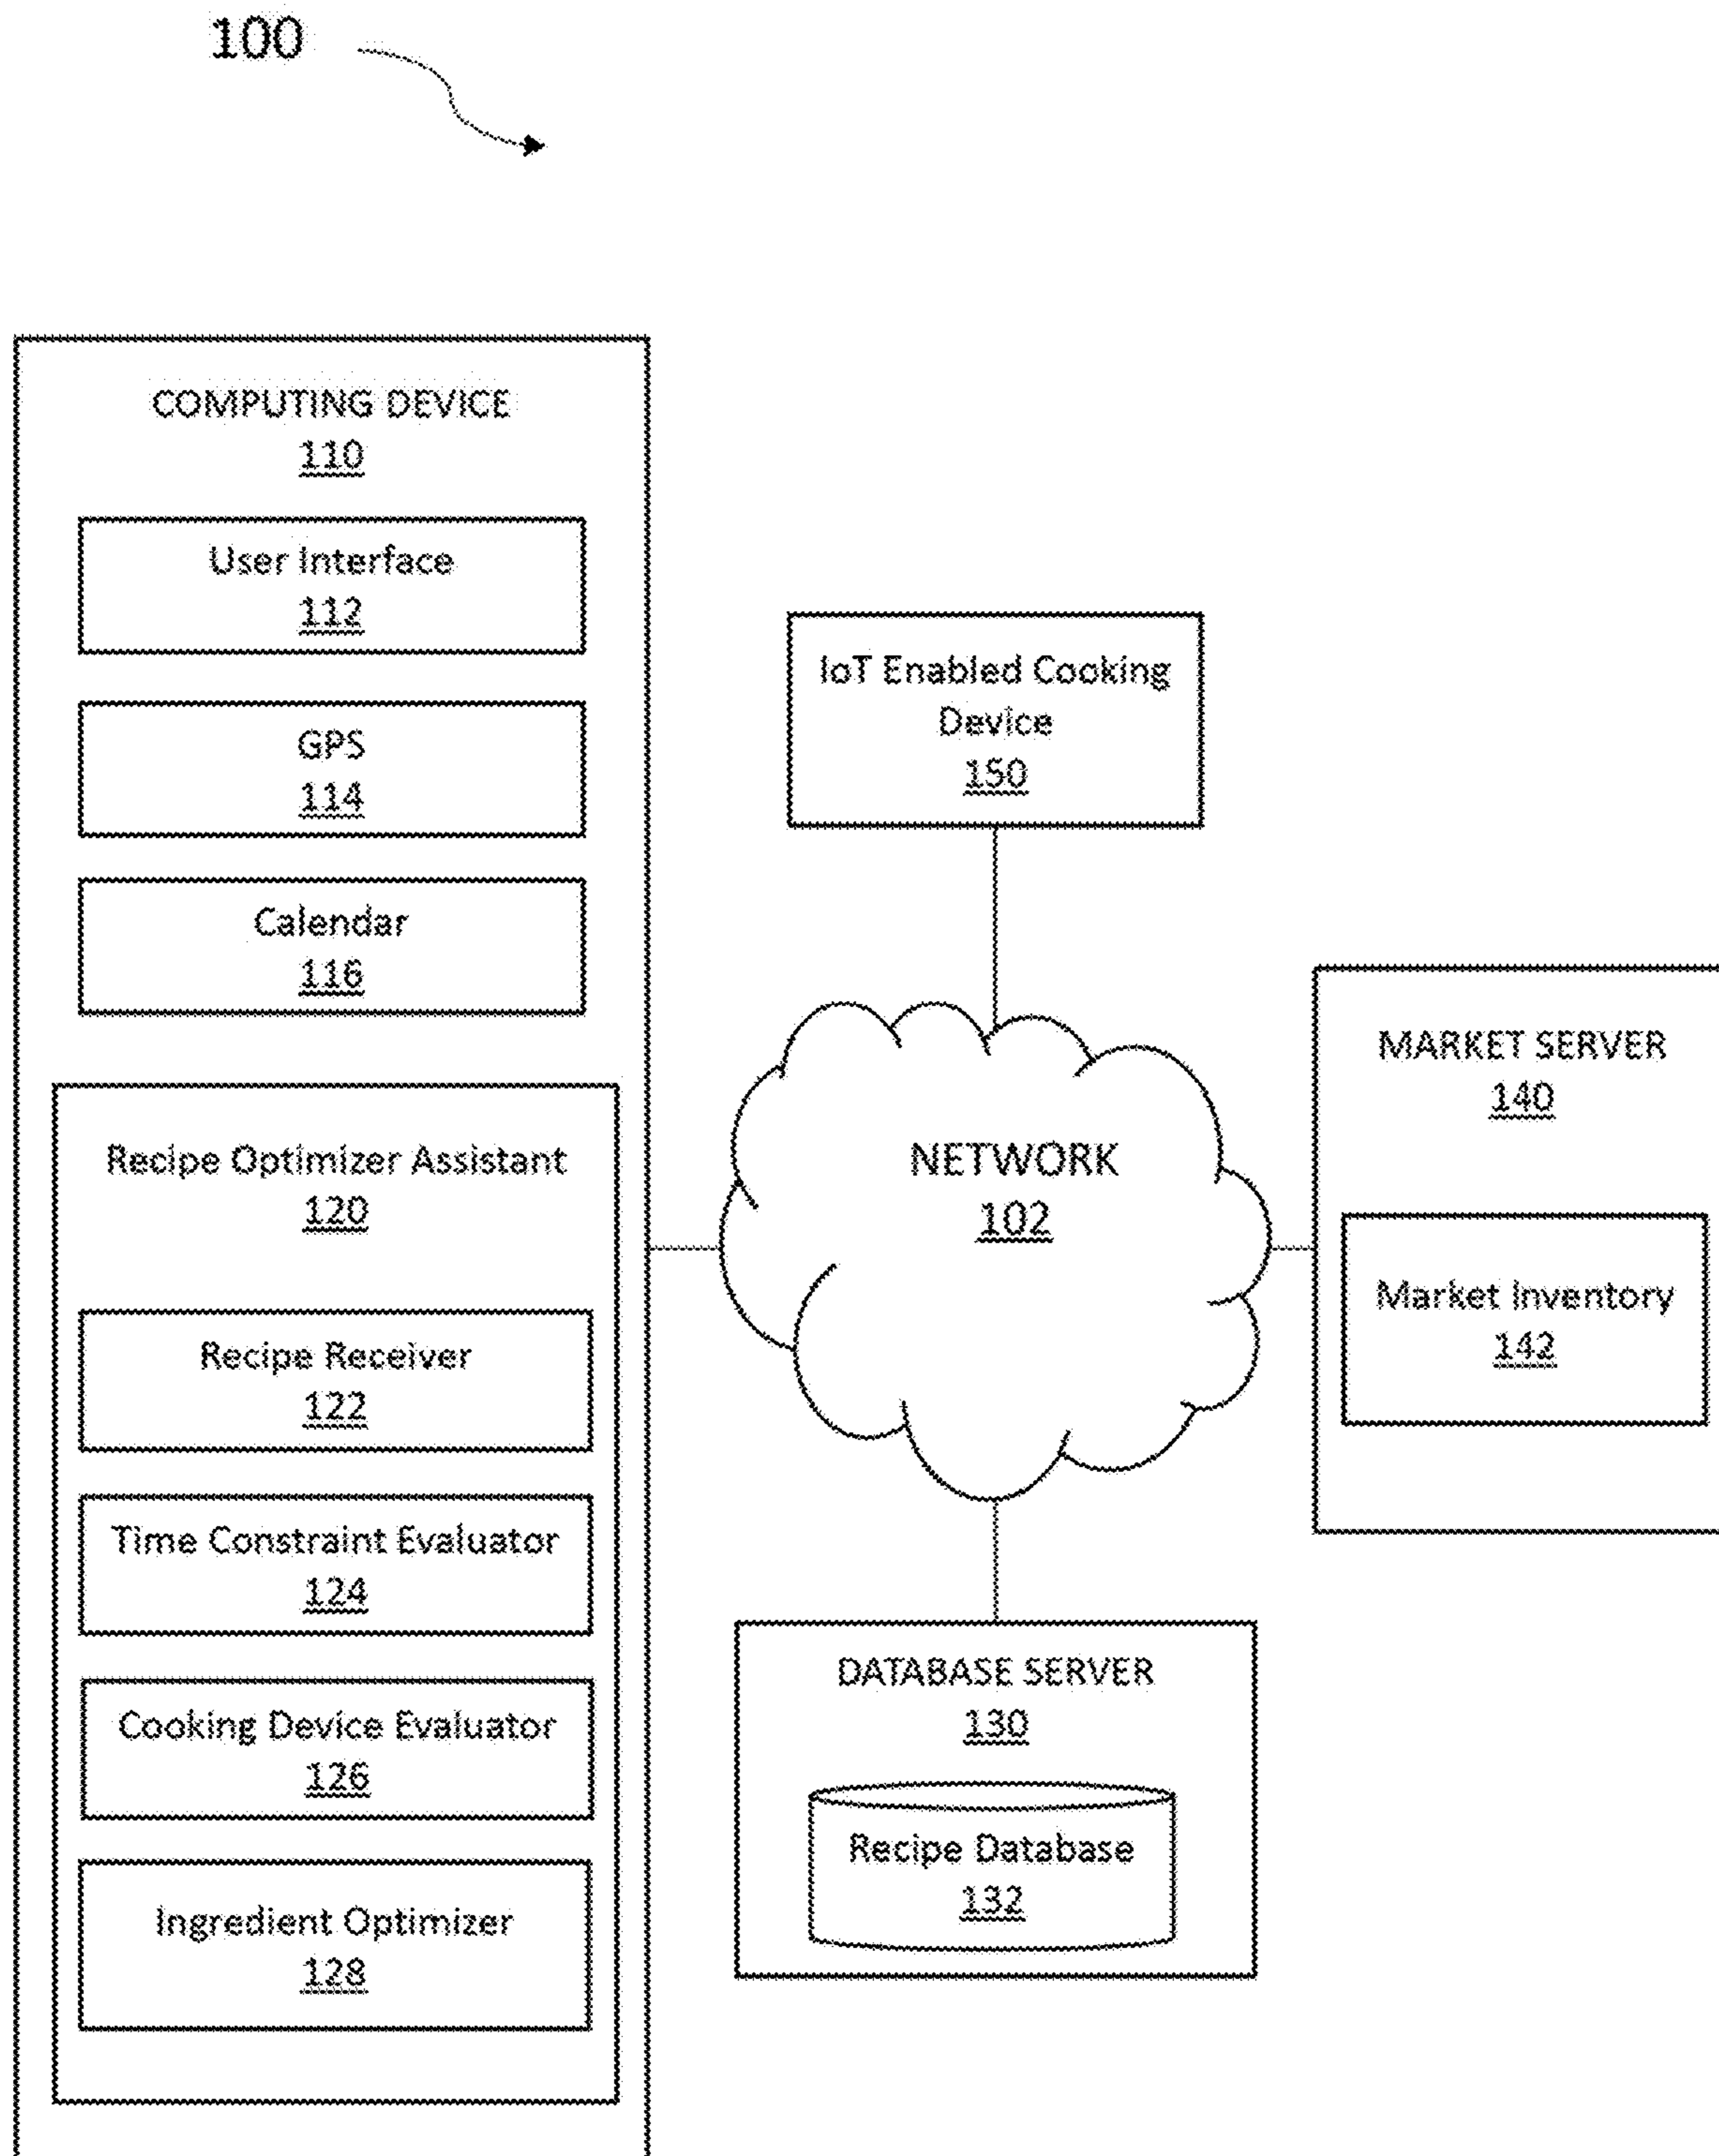 100
COMPUTING DEVICE
110
User Interface
112
GPS
114
Calendar
116
Recipe Optimizer Assistant
120
Recipe Receiver
122
Time Constraint Evaluator
124
Cooking Device Evaluator
126
Ingredient Optimizer
128
IoT Enabled Cooking
Device
150
NETWORK
102
MARKET SERVER
140
Market Inventory
142
DATABASE SERVER
130
Recipe Database
132